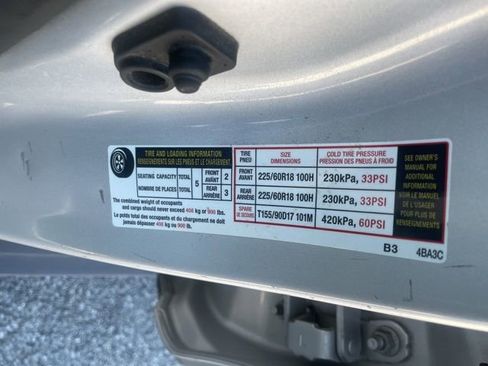 TIRE AND LOADING INFORMATION
RENSEIGNEMENTS SUR LES PNEUS ET LE CHARGEMENT
SEATING CAPACITY TOTAL 5 FRONT AVANT 2
NOMBRE DE PLACES TOTAL REAR ARRIÈRE 3
The combined weight of occupants
and cargo should never exceed 408 kg or 900 lbs.
Le poids total des occupants et du chargement ne doit
jamais dépasser 408 kg ou 900 lb.
TIRE PNEU SIZE DIMENSIONS COLD TIRE PRESSURE PRESSION DES PNEUS À FROID
FRONT AVANT 225/60R18 100H 230kPa, 33PSI
REAR ARRIÈRE 225/60R18 100H 230kPa, 33PSI
SPARE DE SECOURS T155/90D17 101M 420kPa, 60PSI
SEE OWNER'S
MANUAL FOR
ADDITIONAL
INFORMATION
VOIR LE MANUEL
DE L'USAGER
POUR PLUS DE
RENSEIGNEMENTS
B3 4BA3C